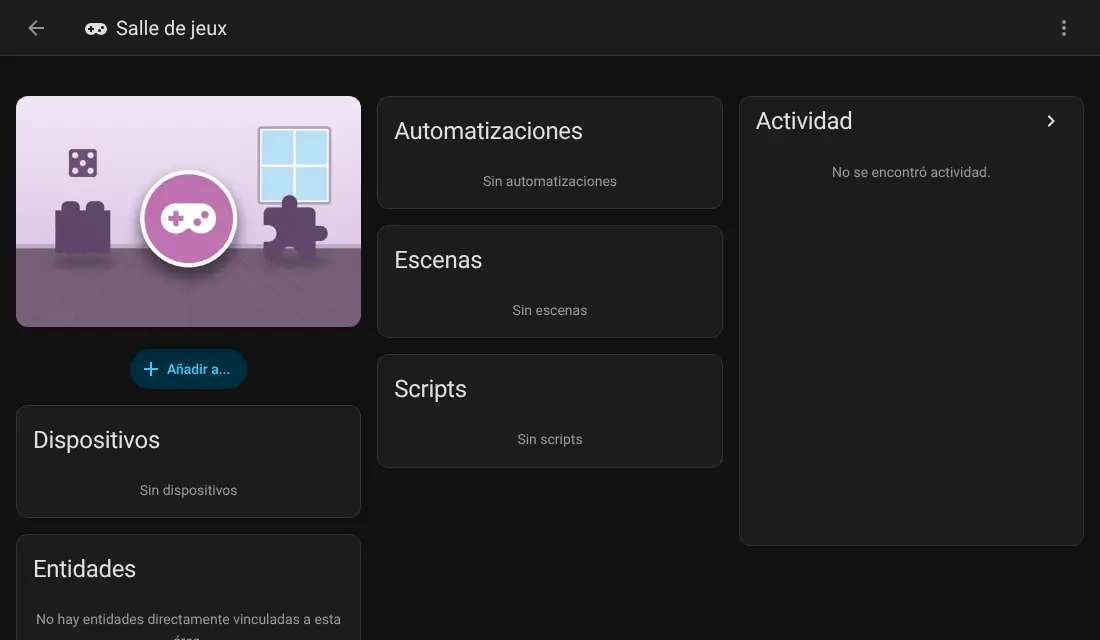 Salle de jeux
Añadir a...
Dispositivos
Sin dispositivos
Entidades
No hay entidades directamente vinculadas a esta
área.
Automatizaciones
Sin automatizaciones
Escenas
Sin escenas
Scripts
Sin scripts
Actividad
No se encontró actividad.